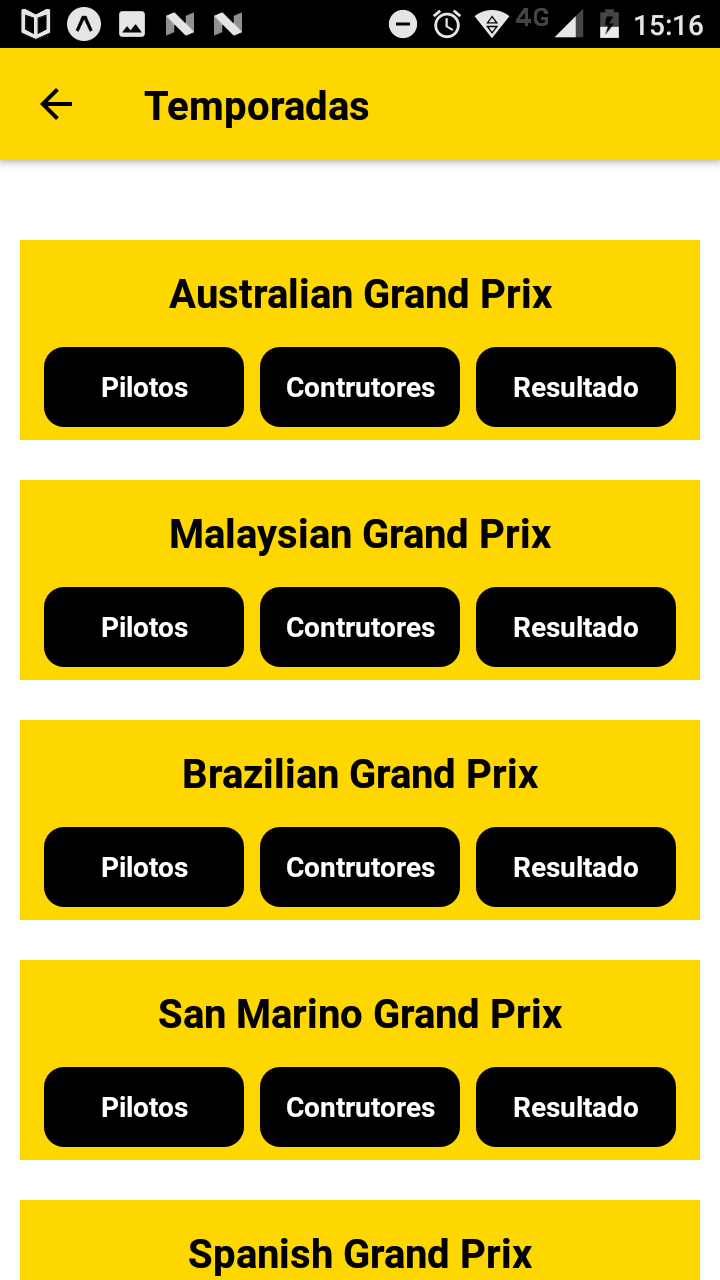 4G 15:16
Temporadas
Australian Grand Prix
Pilotos Contrutores Resultado
Malaysian Grand Prix
Pilotos Contrutores Resultado
Brazilian Grand Prix
Pilotos Contrutores Resultado
San Marino Grand Prix
Pilotos Contrutores Resultado
Spanish Grand Prix